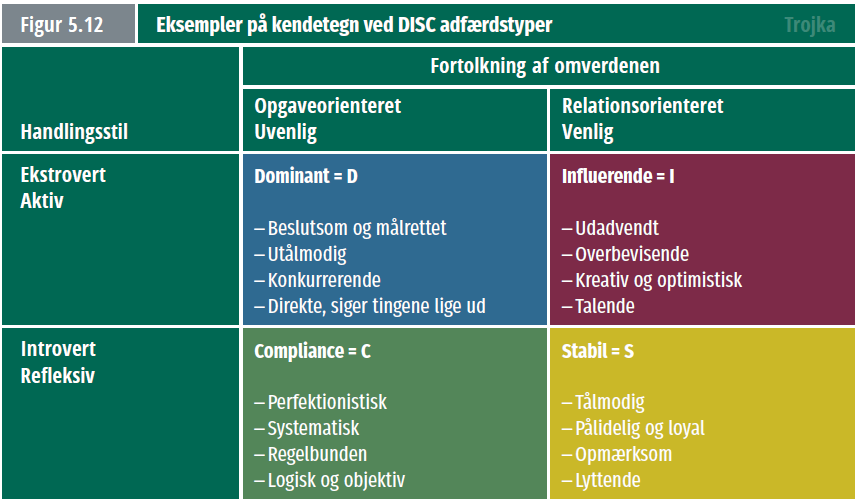 Figur 5.12
Eksempler på kendetegn ved DISC adfærdstyper
Trojka
Handlingsstil
Fortolkning af omverdenen
Opgaveorienteret
Uvenlig
Relationsorienteret
Venlig
Ekstrovert
Aktiv
Dominant = D
– Beslutsom og målrettet
– Utålmodig
– Konkurrerende
– Direkte, siger tingene lige ud
Influerende = I
– Udadvendt
– Overbevisende
– Kreativ og optimistisk
– Talende
Introvert
Refleksiv
Compliance = C
– Perfektionistisk
– Systematisk
– Regelbunden
– Logisk og objektiv
Stabil = S
– Tålmodig
– Pålidelig og loyal
– Opmærksom
– Lyttende